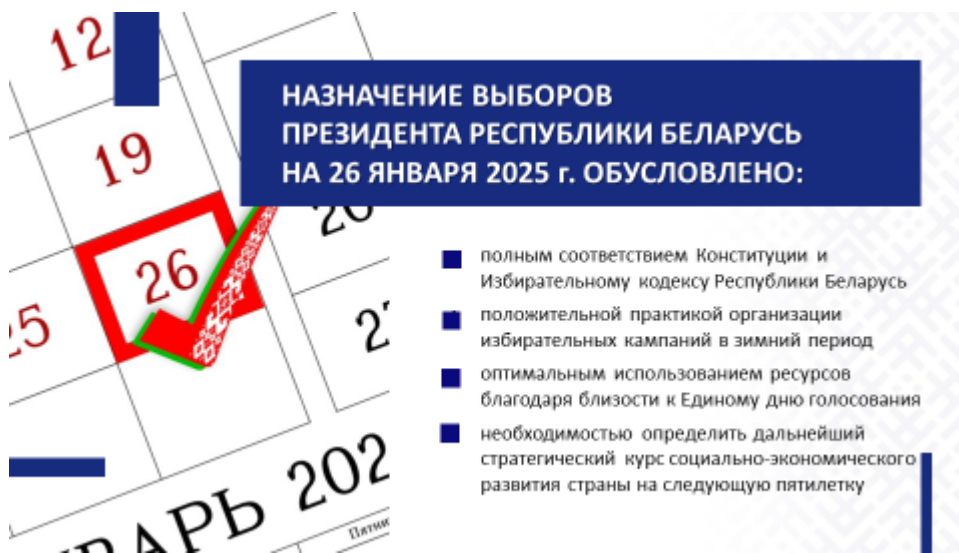 12
19
26
НАЗНАЧЕНИЕ ВЫБОРОВ
ПРЕЗИДЕНТА РЕСПУБЛИКИ БЕЛАРУСЬ
НА 26 ЯНВАРЯ 2025 г. ОБУСЛОВЛЕНО:
полным соответствием Конституции и
Избирательному кодексу Республики Беларусь
положительной практикой организации
избирательных кампаний в зимний период
оптимальным использованием ресурсов
благодаря близости к Единому дню голосования
необходимостью определить дальнейший
стратегический курс социально-экономического
развития страны на следующую пятилетку